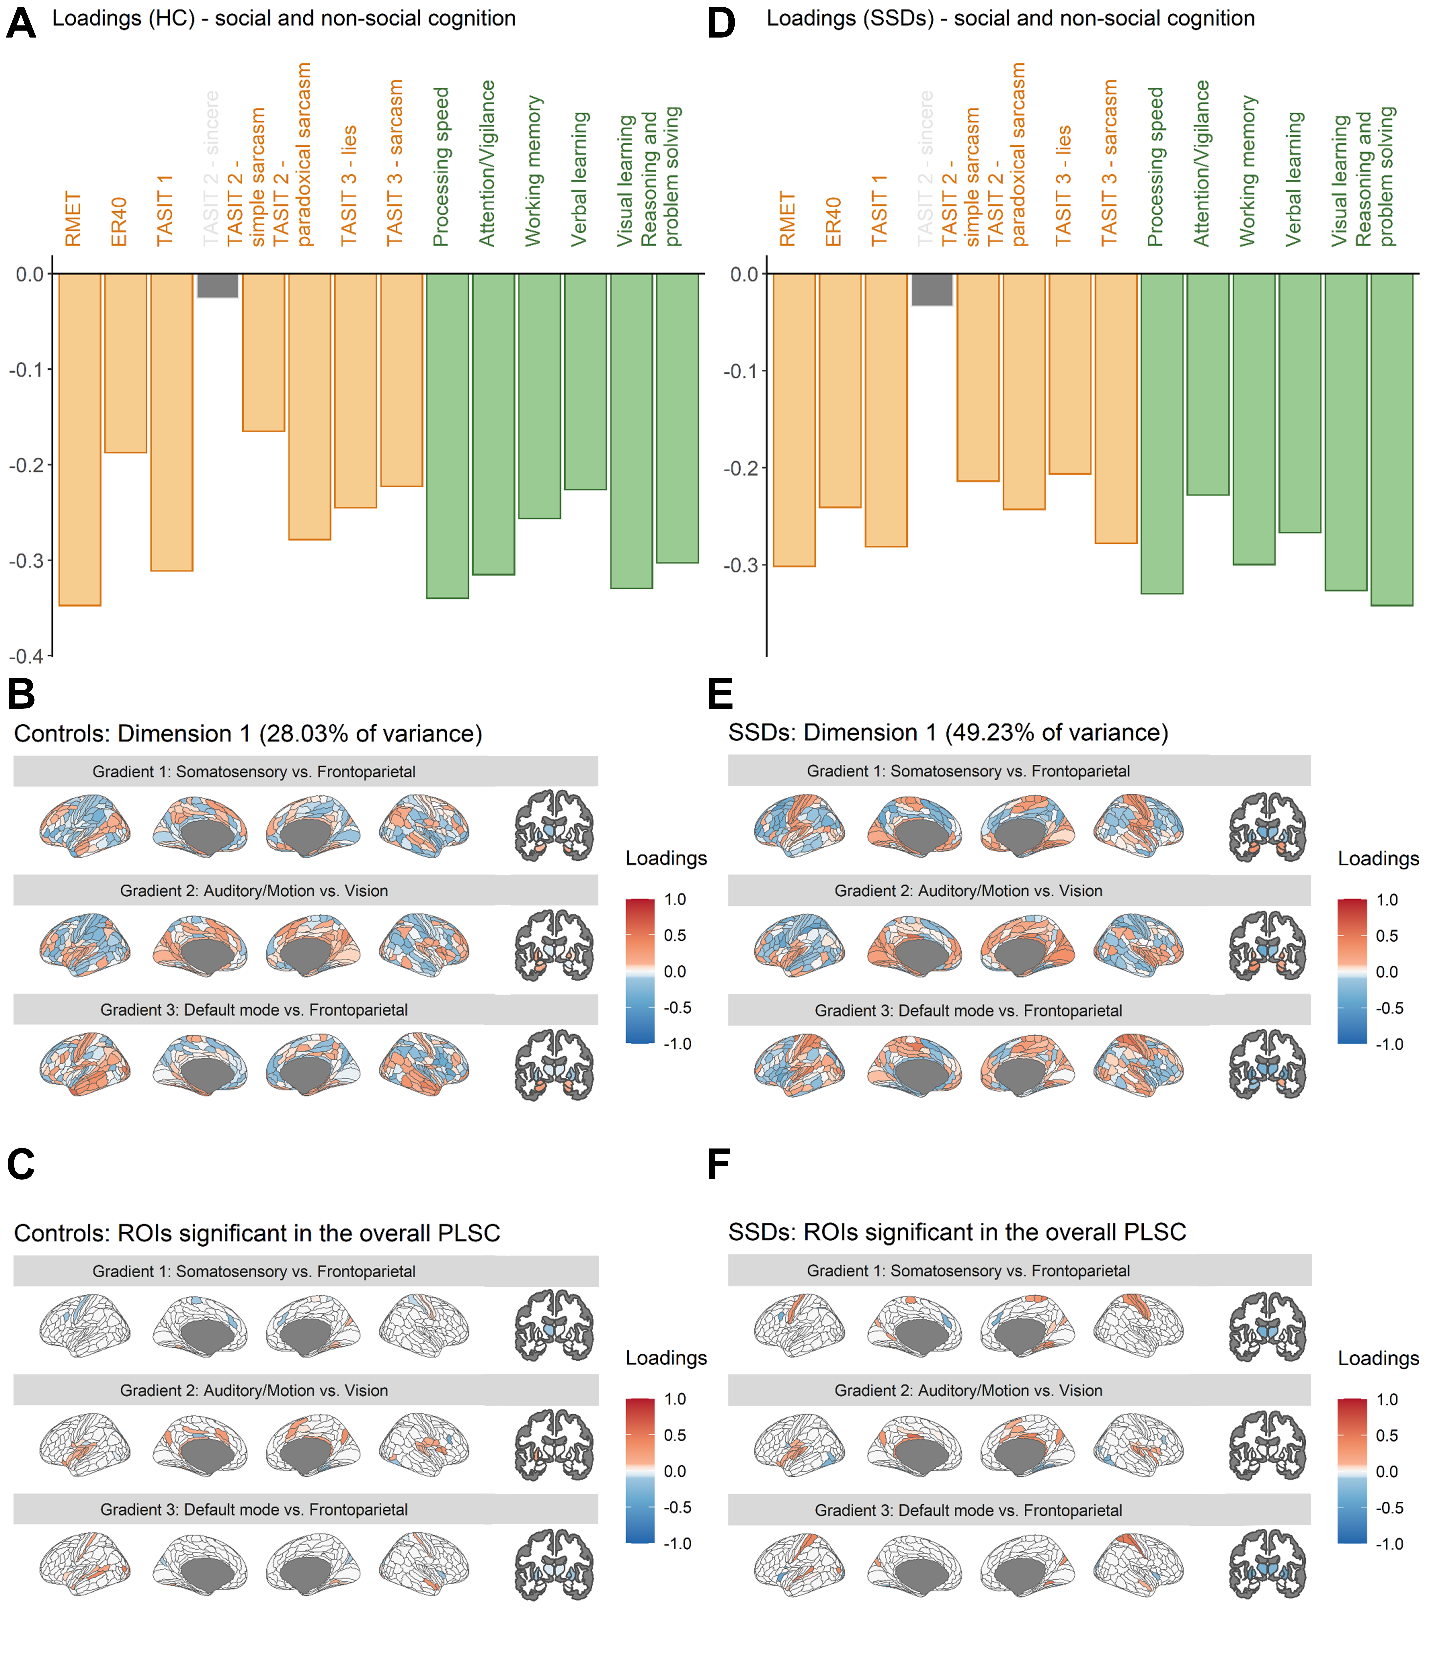 A
Loadings (HC) - social and non-social cognition
RMET
ER40
TASIT 1
TASIT 2 - sincere
TASIT 2 -
simple sarcasm
TASIT 2 -
paradoxical sarcasm
TASIT 3 - lies
TASIT 3 - sarcasm
Processing speed
Attention/Vigilance
Working memory
Verbal learning
Visual learning
Reasoning and
problem solving
0.0
-0.1
-0.2
-0.3
-0.4
B
Controls: Dimension 1 (28.03% of variance)
Gradient 1: Somatosensory vs. Frontoparietal
Gradient 2: Auditory/Motion vs. Vision
Gradient 3: Default mode vs. Frontoparietal
Loadings
1.0
0.5
0.0
-0.5
-1.0
C
Controls: ROIs significant in the overall PLSC
Gradient 1: Somatosensory vs. Frontoparietal
Gradient 2: Auditory/Motion vs. Vision
Gradient 3: Default mode vs. Frontoparietal
Loadings
1.0
0.5
0.0
-0.5
-1.0
D
Loadings (SSDs) - social and non-social cognition
RMET
ER40
TASIT 1
TASIT 2 - sincere
TASIT 2 -
simple sarcasm
TASIT 2 -
paradoxical sarcasm
TASIT 3 - lies
TASIT 3 - sarcasm
Processing speed
Attention/Vigilance
Working memory
Verbal learning
Visual learning
Reasoning and
problem solving
0.0
-0.1
-0.2
-0.3
E
SSDs: Dimension 1 (49.23% of variance)
Gradient 1: Somatosensory vs. Frontoparietal
Gradient 2: Auditory/Motion vs. Vision
Gradient 3: Default mode vs. Frontoparietal
Loadings
1.0
0.5
0.0
-0.5
-1.0
F
SSDs: ROIs significant in the overall PLSC
Gradient 1: Somatosensory vs. Frontoparietal
Gradient 2: Auditory/Motion vs. Vision
Gradient 3: Default mode vs. Frontoparietal
Loadings
1.0
0.5
0.0
-0.5
-1.0